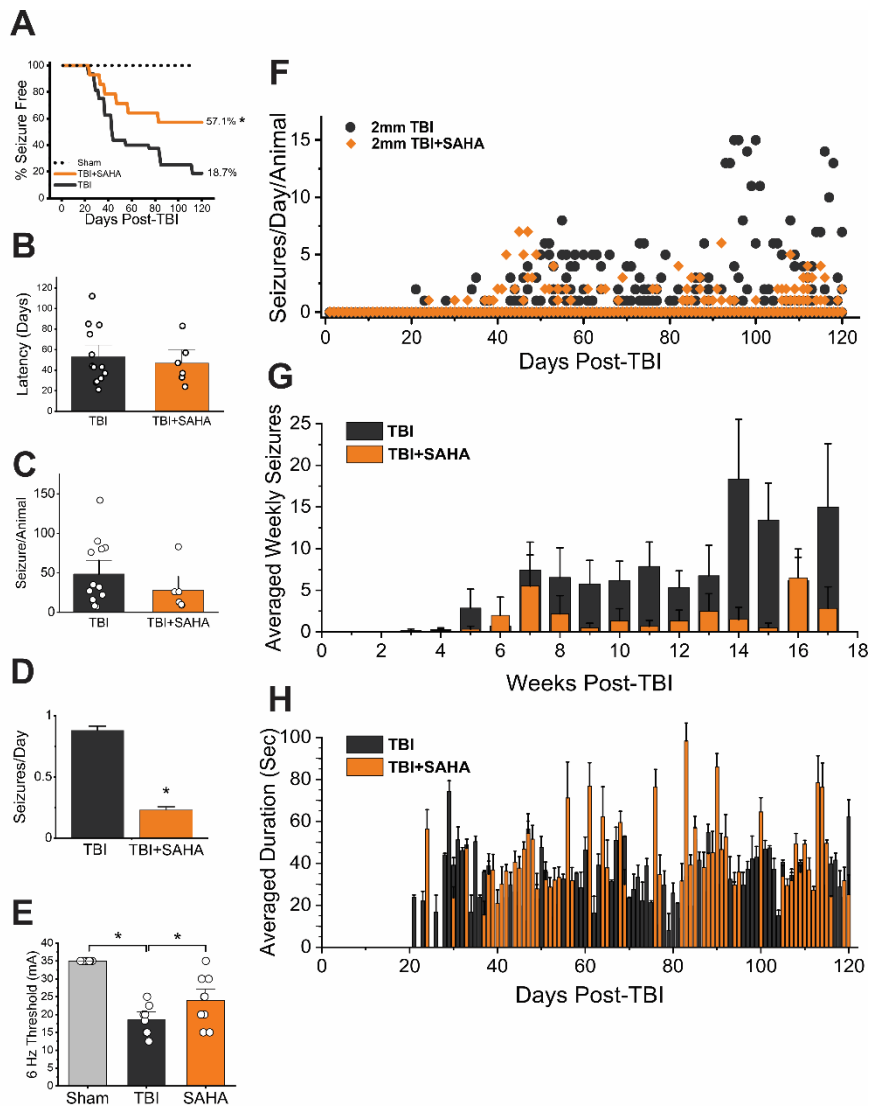 A
% Seizure Free
100
80
60
40
20
0
57.1% *
18.7%
Sham
TBI+SAHA
TBI
0 20 40 60 80 100 120
Days Post-TBI
B
Latency (Days)
120
100
80
60
40
20
0
TBI TBI+SAHA
C
Seizure/Animal
150
100
50
0
TBI TBI+SAHA
D
Seizures/Day
1
0.5
0
*
TBI TBI+SAHA
E
6 Hz Threshold (mA)
40
35
30
25
20
15
10
5
0
* *
Sham TBI SAHA
F
2mm TBI
2mm TBI+SAHA
Seizures/Day/Animal
15
10
5
0
0 20 40 60 80 100 120
Days Post-TBI
G
TBI
TBI+SAHA
Averaged Weekly Seizures
25
20
15
10
5
0
0 2 4 6 8 10 12 14 16 18
Weeks Post-TBI
H
TBI
TBI+SAHA
Averaged Duration (Sec)
100
80
60
40
20
0
0 20 40 60 80 100 120
Days Post-TBI